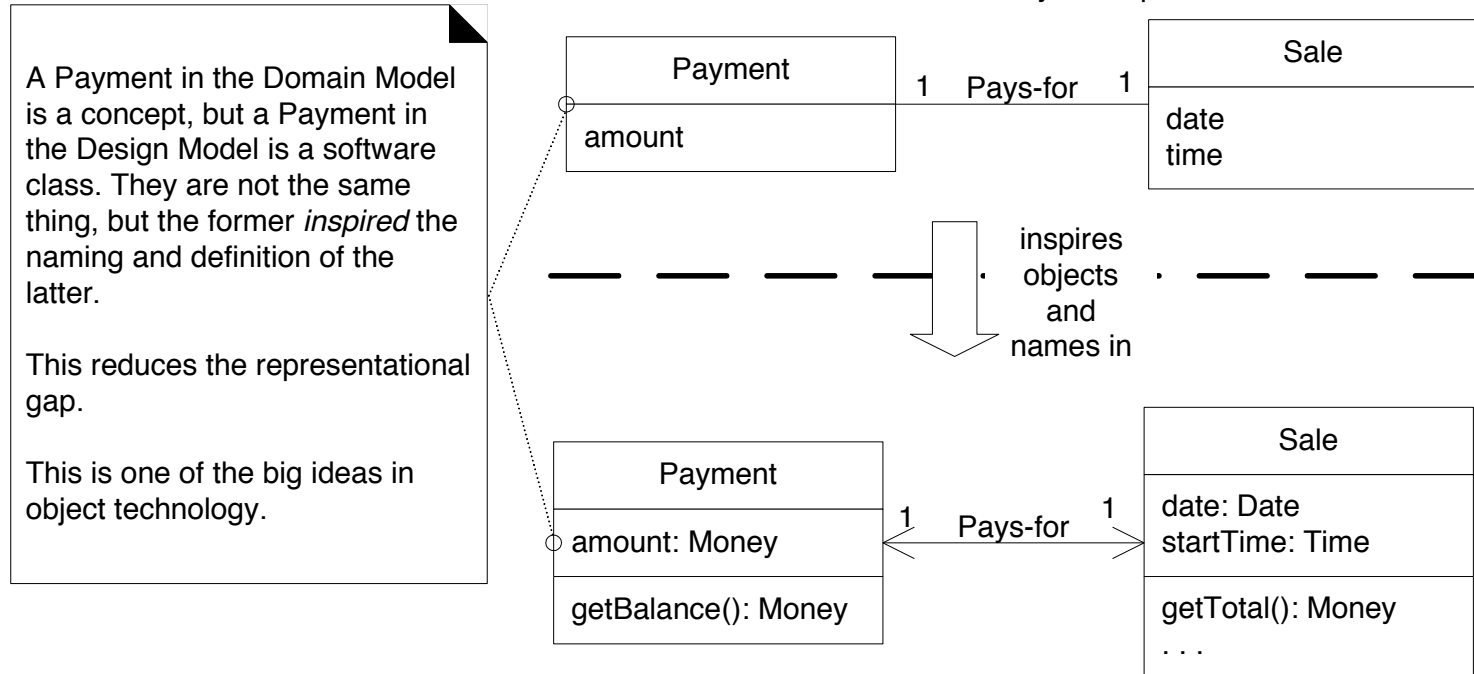 A Payment in the Domain Model
is a concept, but a Payment in
the Design Model is a software
class. They are not the same
thing, but the former inspired the
naming and definition of the
latter.
This reduces the representational
gap.
This is one of the big ideas in
object technology.
Payment
amount
1 Pays-for 1
Sale
date
time
inspires
objects
and
names in
Payment
amount: Money
getBalance(): Money
1 Pays-for 1
Sale
date: Date
startTime: Time
getTotal(): Money
. . .